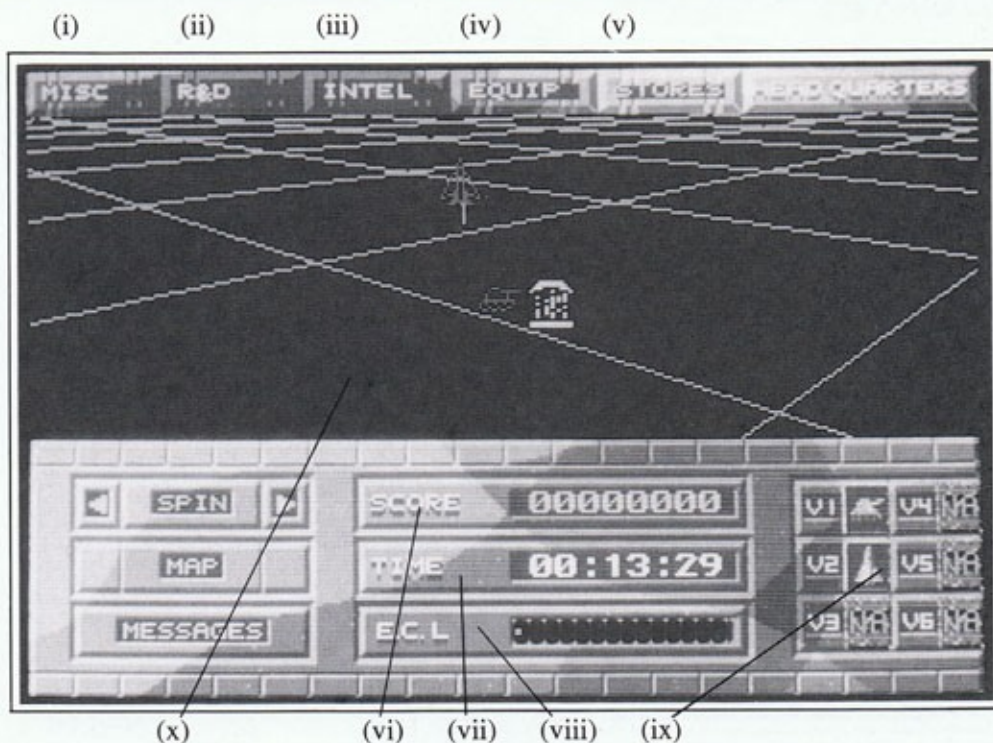 (i) (ii) (iii) (iv) (v)
MISC R&D INTEL EQUIP STORES HEADQUARTERS
SPIN SCORE 00000000 V1 V4 NA
MAP TIME 00:13:29 V2 V5 NA
MESSAGES E.C.L V3 NA V6 NA
(x) (vi) (vii) (viii) (ix)